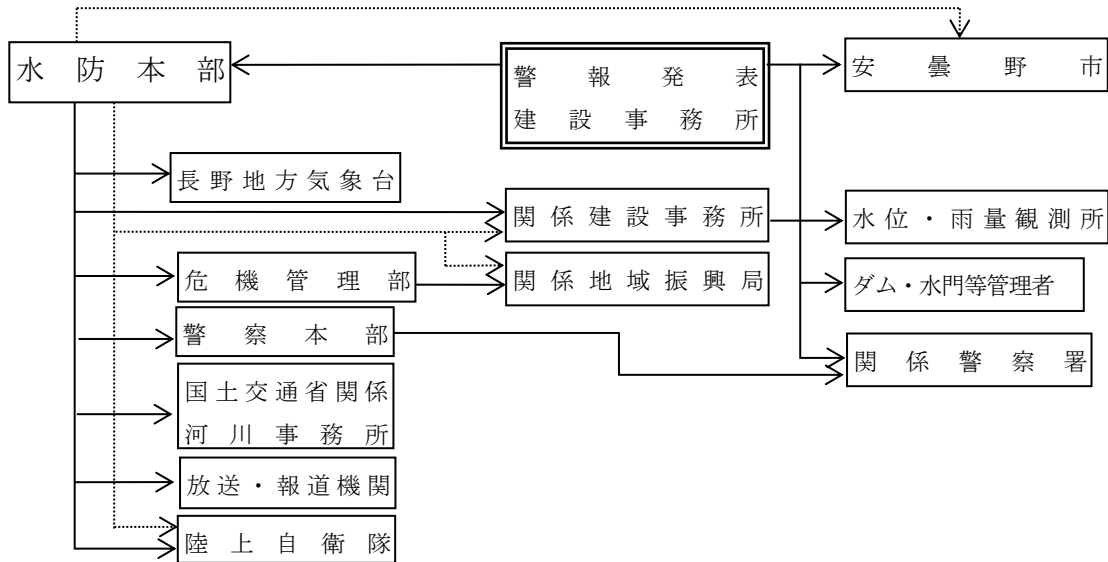 水防本部
警報発表
建設事務所
安曇野市
長野地方気象台
関係建設事務所
水位・雨量観測所
危機管理部
関係地域振興局
ダム・水門等管理者
警察本部
関係警察署
国土交通省関係
河川事務所
放送・報道機関
陸上自衛隊